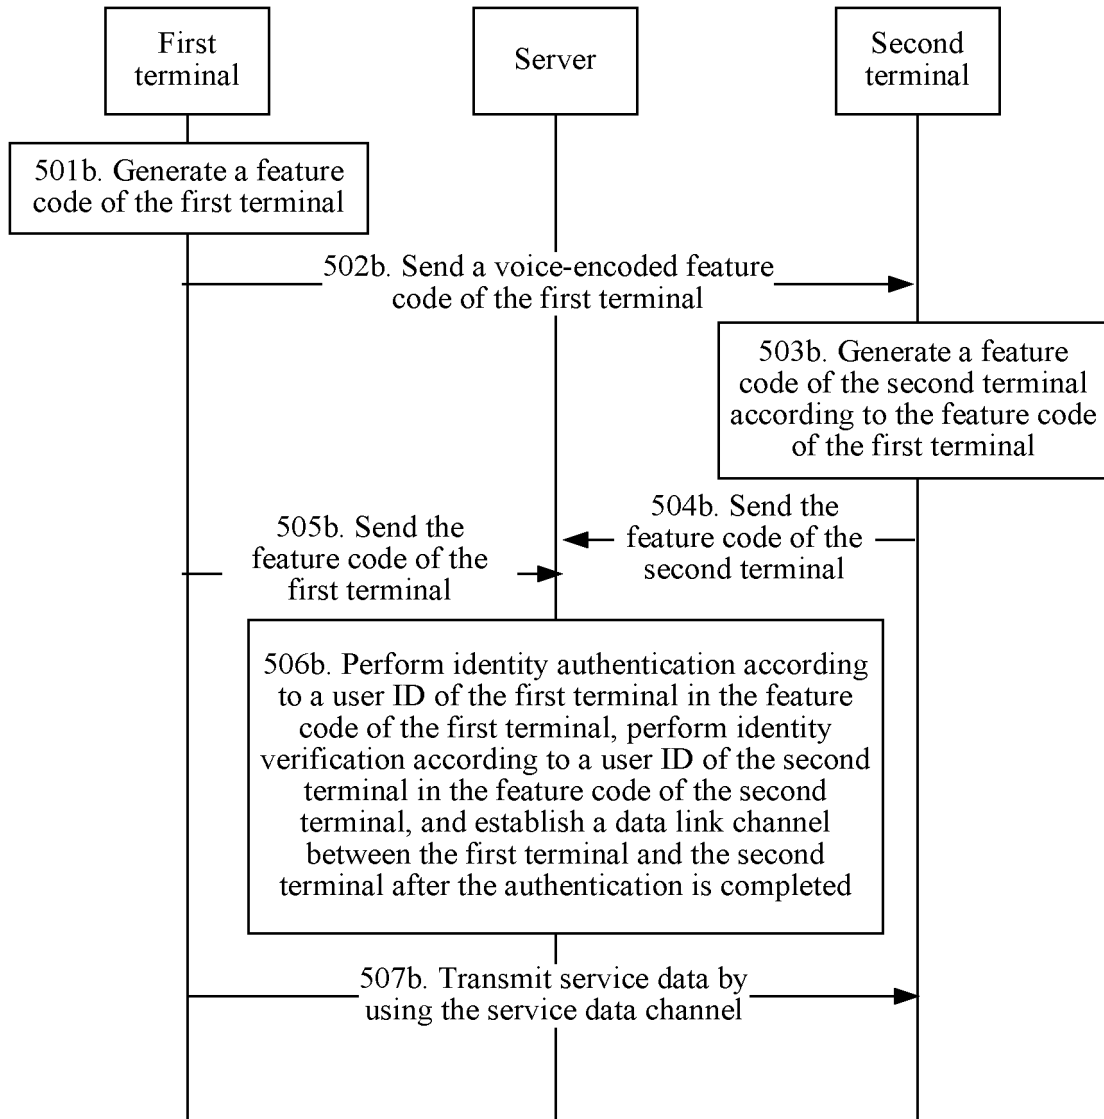 First
terminal
Server
Second
terminal
501b. Generate a feature
code of the first terminal
502b. Send a voice-encoded feature
code of the first terminal
503b. Generate a feature
code of the second terminal
according to the feature code
of the first terminal
504b. Send the
feature code of the
second terminal
505b. Send the
feature code of the
first terminal
506b. Perform identity authentication according
to a user ID of the first terminal in the feature
code of the first terminal, perform identity
verification according to a user ID of the second
terminal in the feature code of the second
terminal, and establish a data link channel
between the first terminal and the second
terminal after the authentication is completed
507b. Transmit service data by
using the service data channel